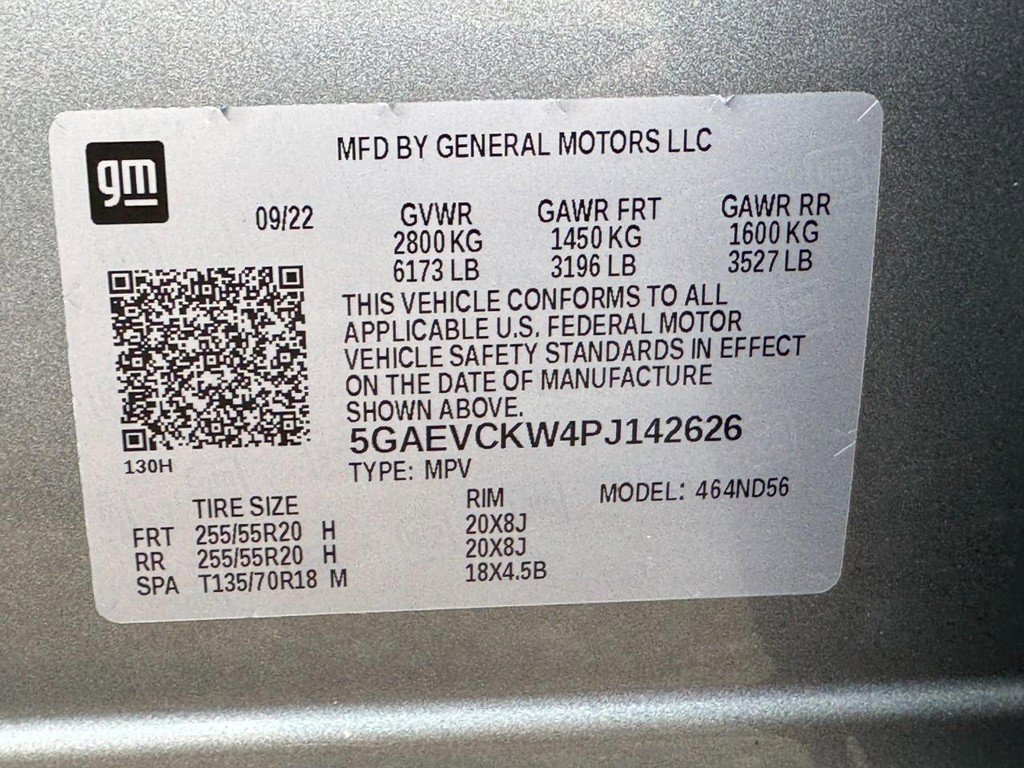 gm
MFD BY GENERAL MOTORS LLC
09/22 GVWR GAWR FRT GAWR RR
2800 KG 1450 KG 1600 KG
6173 LB 3196 LB 3527 LB
THIS VEHICLE CONFORMS TO ALL
APPLICABLE U.S. FEDERAL MOTOR
VEHICLE SAFETY STANDARDS IN EFFECT
ON THE DATE OF MANUFACTURE
SHOWN ABOVE.
5GAEVCKW4PJ142626
130H
TYPE: MPV
TIRE SIZE RIM MODEL: 464ND56
FRT 255/55R20 H 20X8J
RR 255/55R20 H 20X8J
SPA T135/70R18 M 18X4.5B